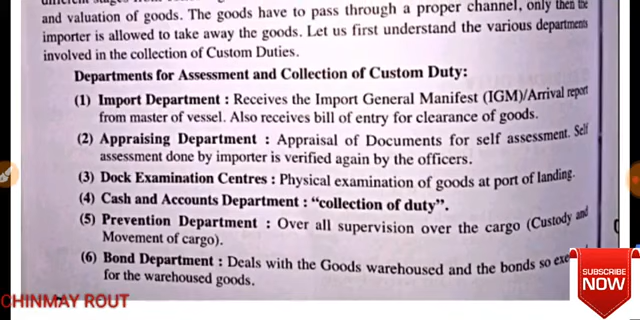 and valuation of goods. The goods have to pass through a proper channel, only then the
importer is allowed to take away the goods. Let us first understand the various departments
involved in the collection of Custom Duties.
Departments for Assessment and Collection of Custom Duty:
(1) Import Department : Receives the Import General Manifest (IGM)/Arrival report
from master of vessel. Also receives bill of entry for clearance of goods.
(2) Appraising Department : Appraisal of Documents for self assessment. Self
assessment done by importer is verified again by the officers.
(3) Dock Examination Centres : Physical examination of goods at port of landing.
(4) Cash and Accounts Department : “collection of duty”.
(5) Prevention Department : Over all supervision over the cargo (Custody and
Movement of cargo).
(6) Bond Department : Deals with the Goods warehoused and the bonds so
for the warehoused goods.
SUBSCRIBE
NOW
CHINMAY ROUT